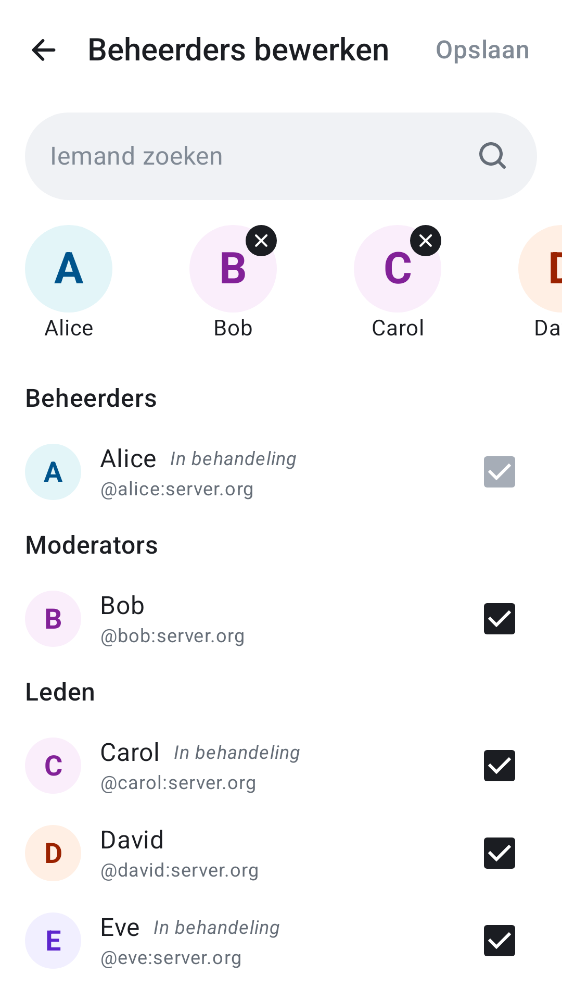 Beheerders bewerken Opslaan
Iemand zoeken
A B C D
Alice Bob Carol Da
Beheerders
A Alice In behandeling
@alice:server.org
Moderators
B Bob
@bob:server.org
Leden
C Carol In behandeling
@carol:server.org
D David
@david:server.org
E Eve In behandeling
@eve:server.org